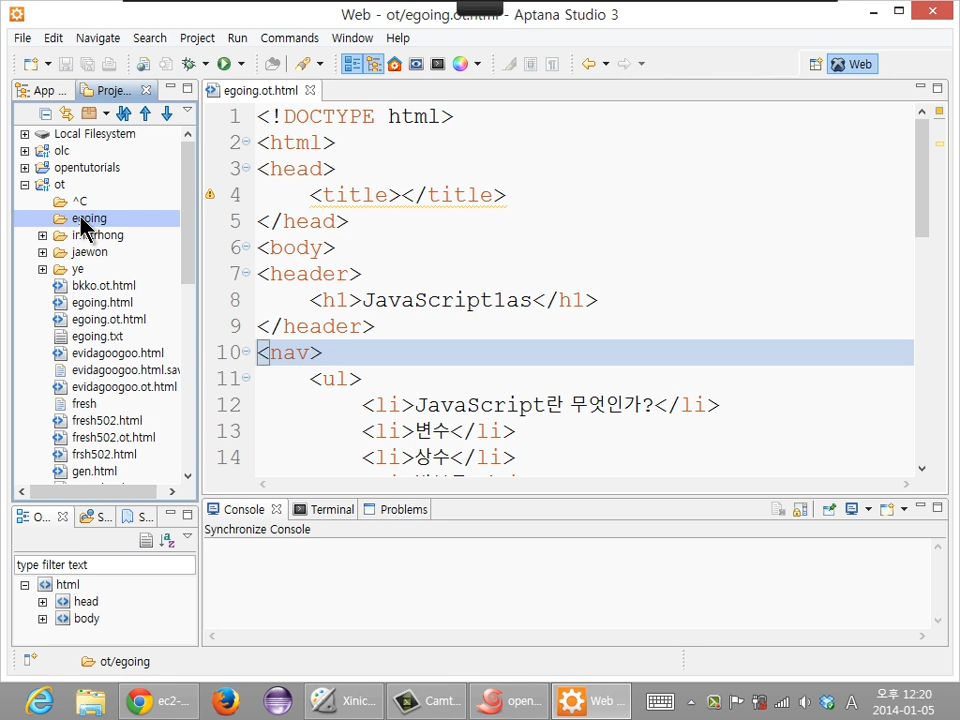 Web - ot/egoing.ot.html - Aptana Studio 3
File Edit Navigate Search Project Run Commands Window Help
Web
App ... Proje...
egoing.ot.html
Local Filesystem
olc
opentutorials
ot
^C
egoing
jaewon
ye
bkko.ot.html
egoing.html
egoing.ot.html
egoing.txt
evidagoogoo.html
evidagoogoo.html.sav
evidagoogoo.ot.html
fresh
fresh502.html
fresh502.ot.html
frsh502.html
gen.html
1 <!DOCTYPE html>
2 <html>
3 <head>
4 <title></title>
5 </head>
6 <body>
7 <header>
8 <h1>JavaScript1as</h1>
9 </header>
10 <nav>
11 <ul>
12 <li>JavaScript란 무엇인가?</li>
13 <li>변수</li>
14 <li>상수</li>
O... S... S...
type filter text
html
head
body
Console Terminal Problems
Synchronize Console
ot/egoing
ec2-... Xinic... Camt... open... Web ...
A
오후 12:20
2014-01-05